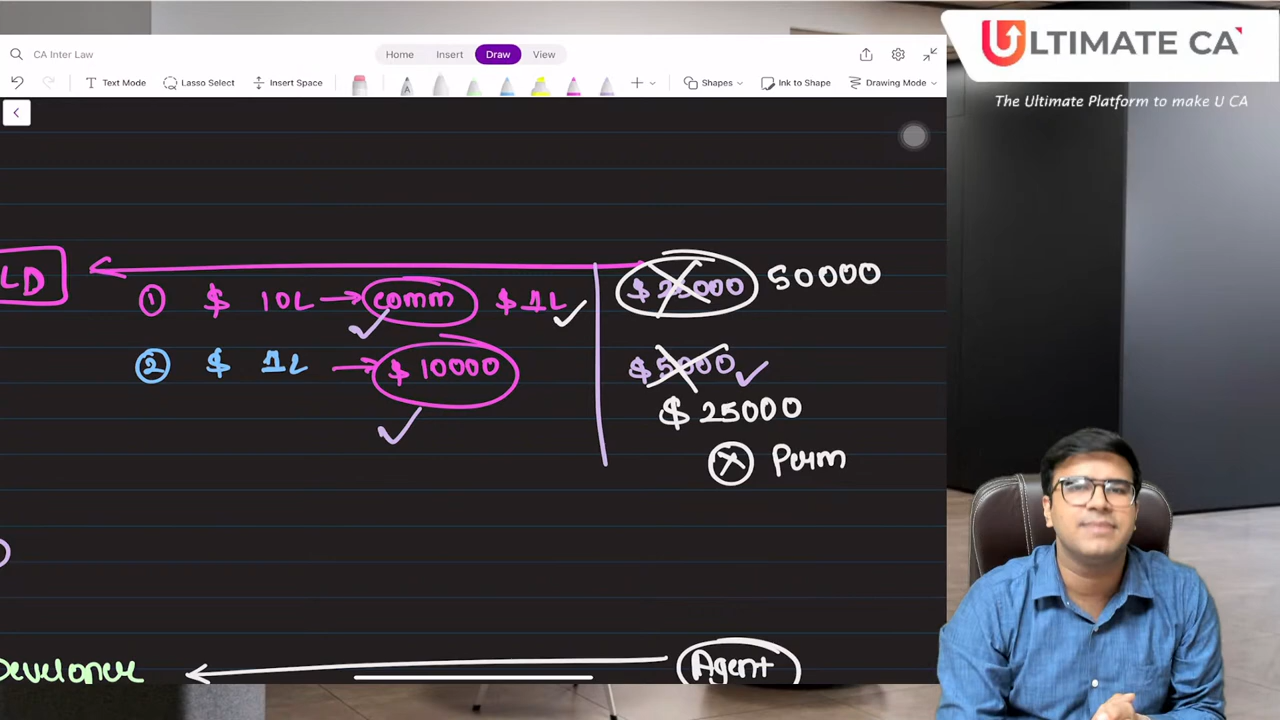 ULTIMATE CA
The Ultimate Platform to make U CA
CA Inter Law
Home Insert Draw View
Text Mode Lasso Select Insert Space Shapes Ink to Shape Drawing Mode
LD
① $ 10L → comm $ 1L $ 25000 50000
② $ 1L → $ 10000 $ 5000
$ 25000
X Perm
Developer Agent